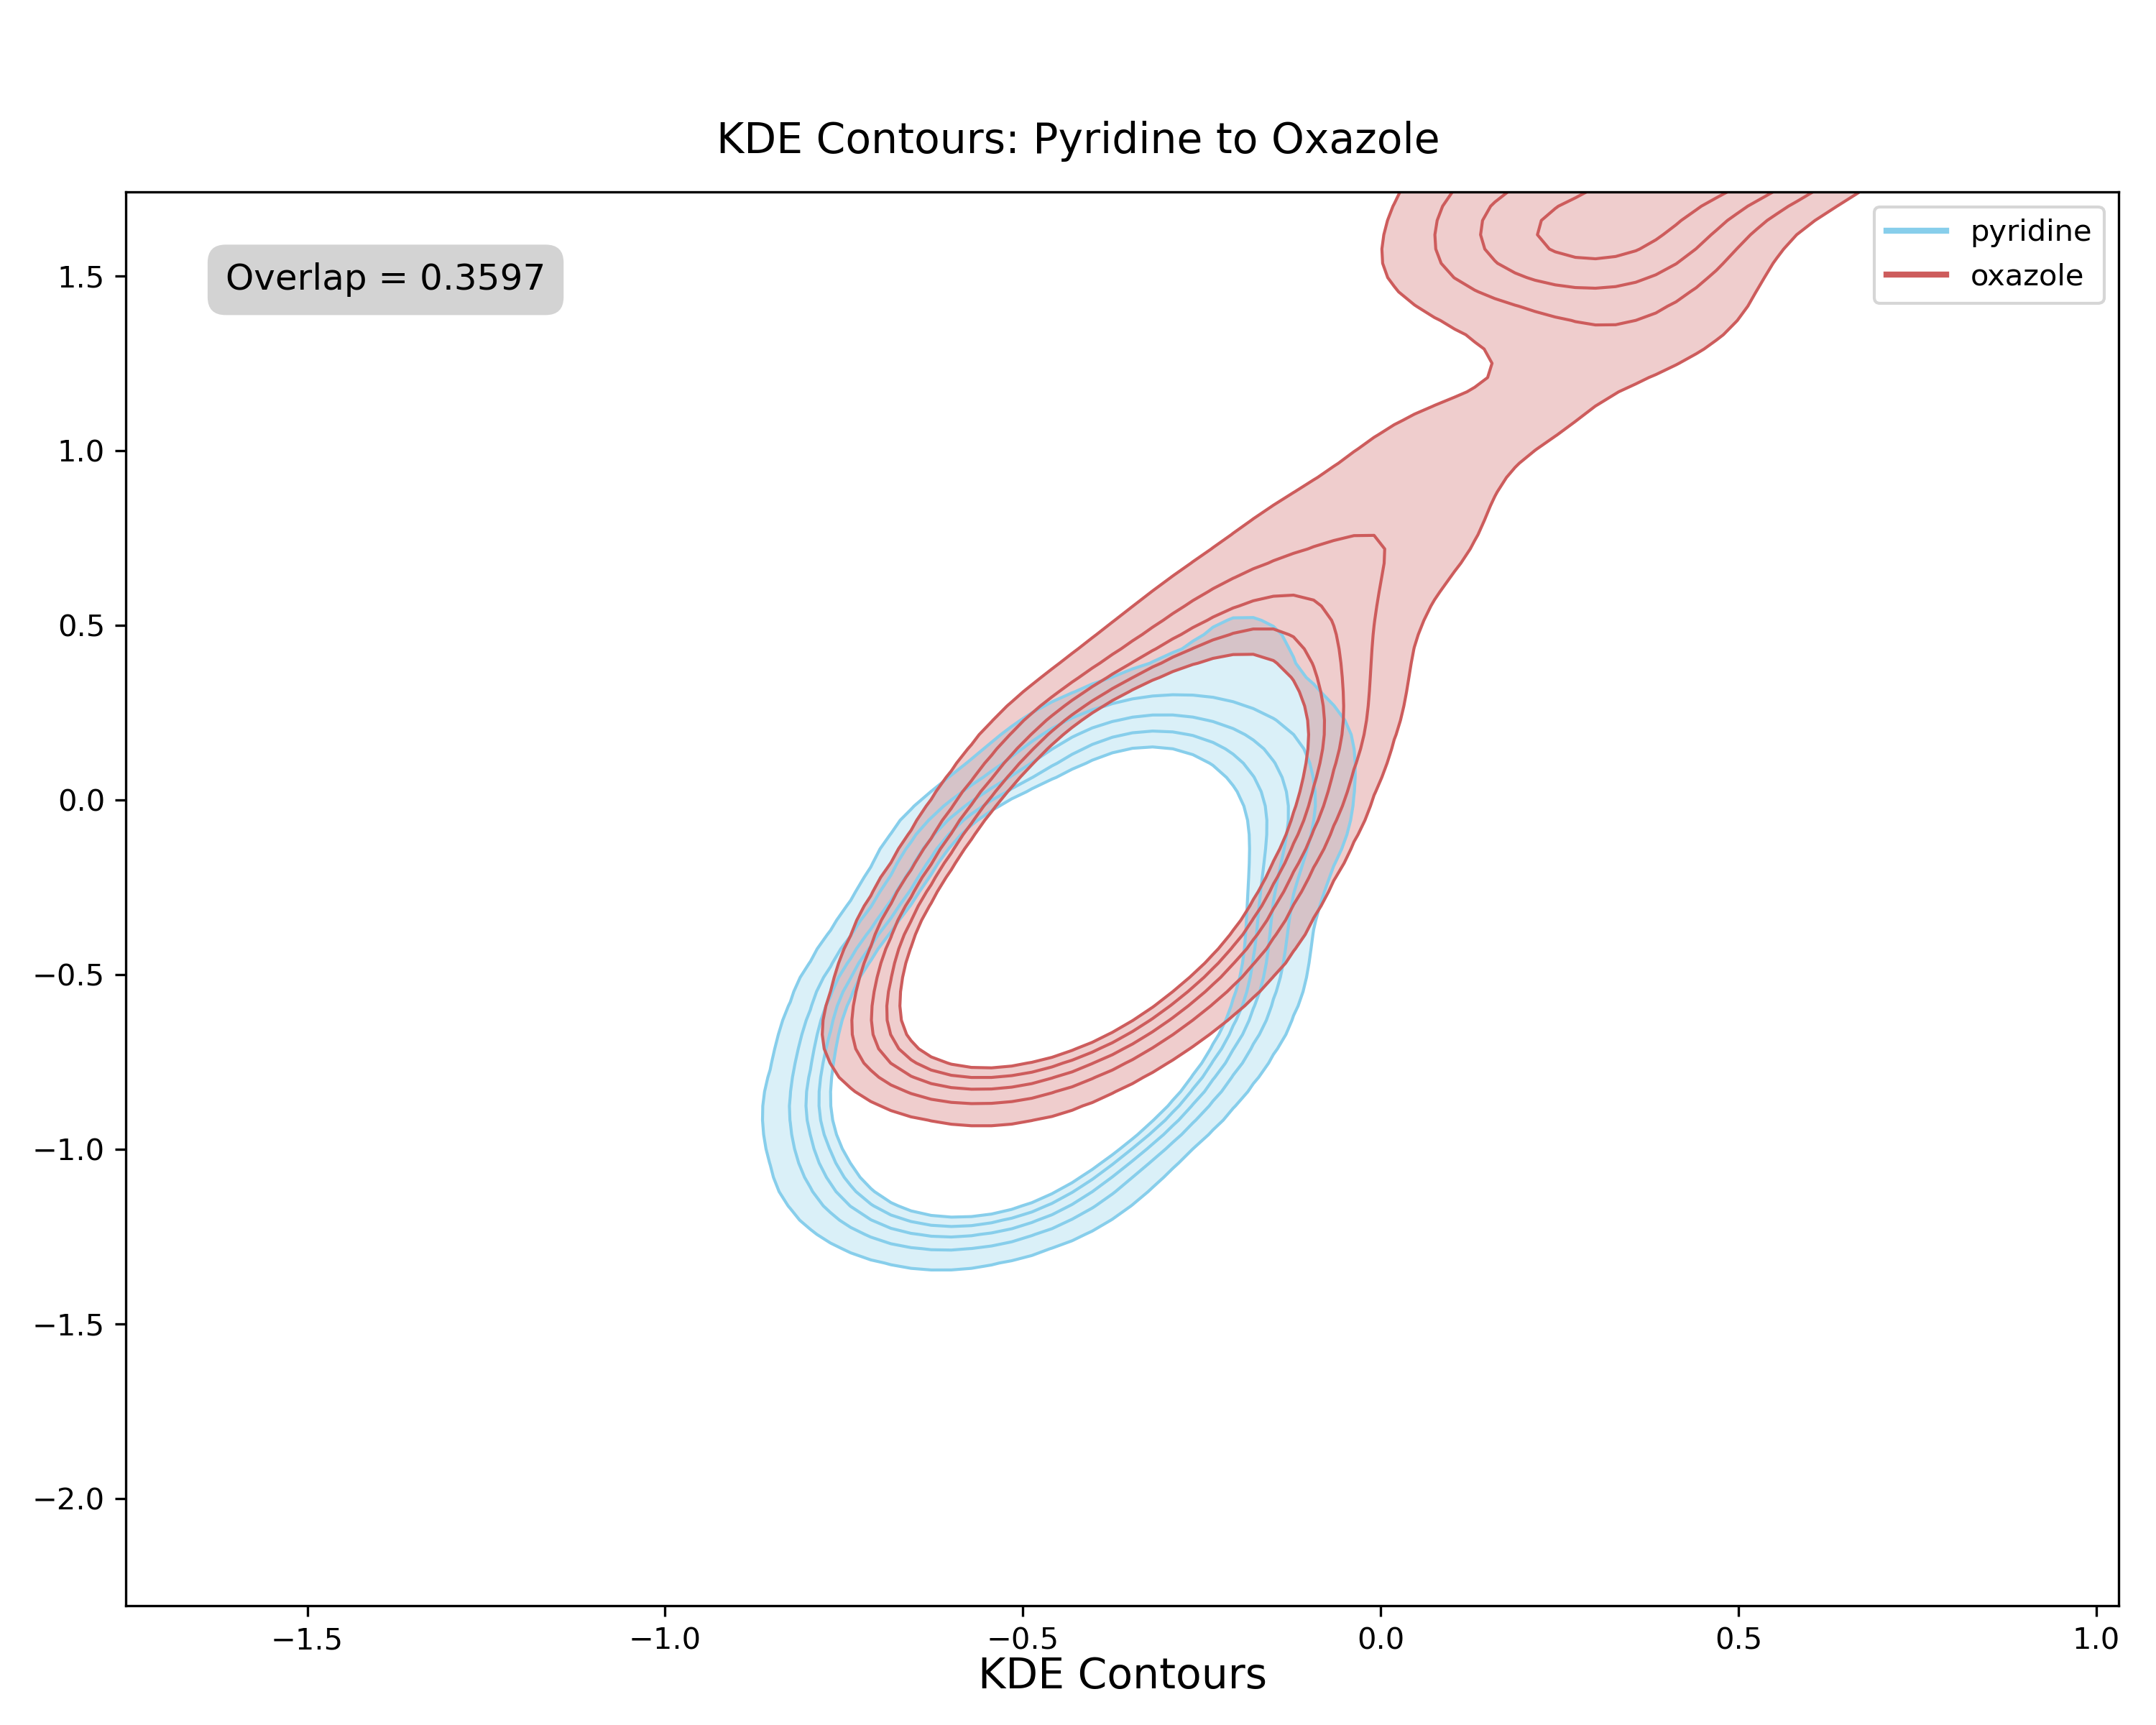 KDE Contours: Pyridine to Oxazole
Overlap = 0.3597
pyridine
oxazole
1.5
1.0
0.5
0.0
−0.5
−1.0
−1.5
−2.0
−1.5 −1.0 −0.5 0.0 0.5 1.0
KDE Contours